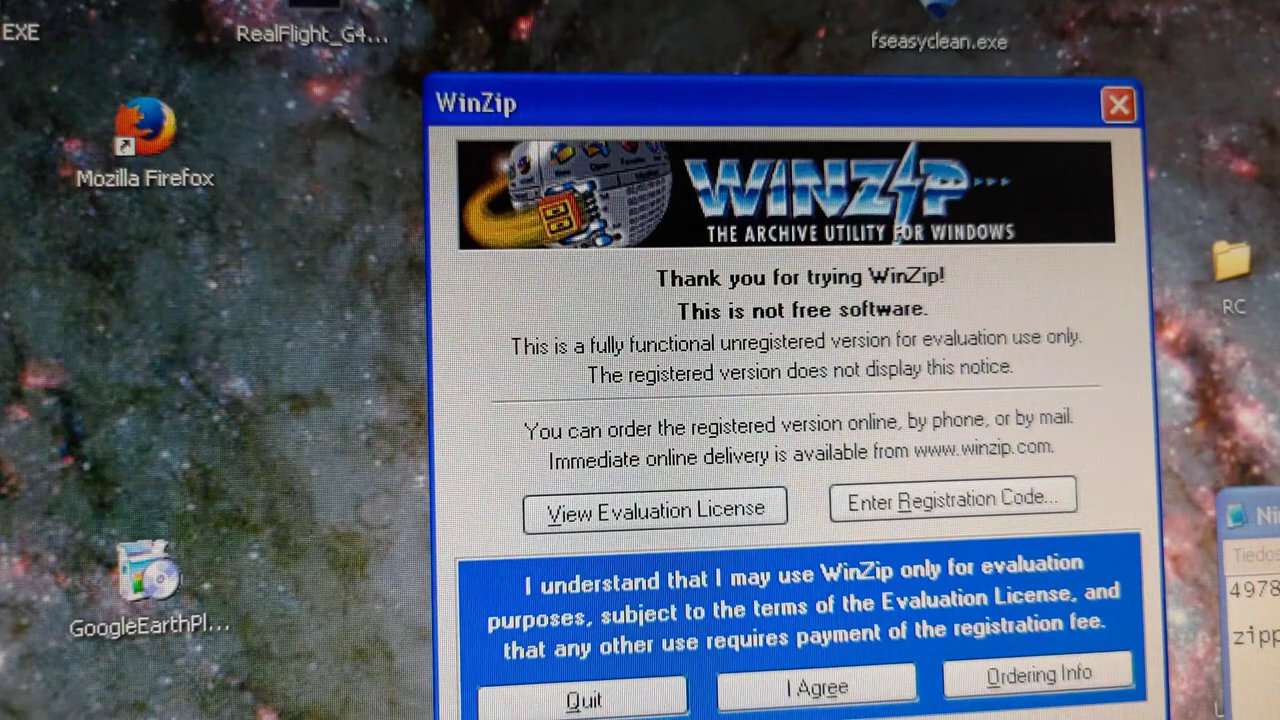 EXE
RealFlight_G4...
fseasyclean.exe
Mozilla Firefox
WinZip
WINZIP
THE ARCHIVE UTILITY FOR WINDOWS
Thank you for trying WinZip!
This is not free software.
This is a fully functional unregistered version for evaluation use only.
The registered version does not display this notice.
You can order the registered version online, by phone, or by mail.
Immediate online delivery is available from www.winzip.com.
View Evaluation License
Enter Registration Code...
I understand that I may use WinZip only for evaluation
purposes, subject to the terms of the Evaluation License, and
that any other use requires payment of the registration fee.
Quit
I Agree
Ordering Info
GoogleEarthPl...
RC
Tiedos
4978
zipp